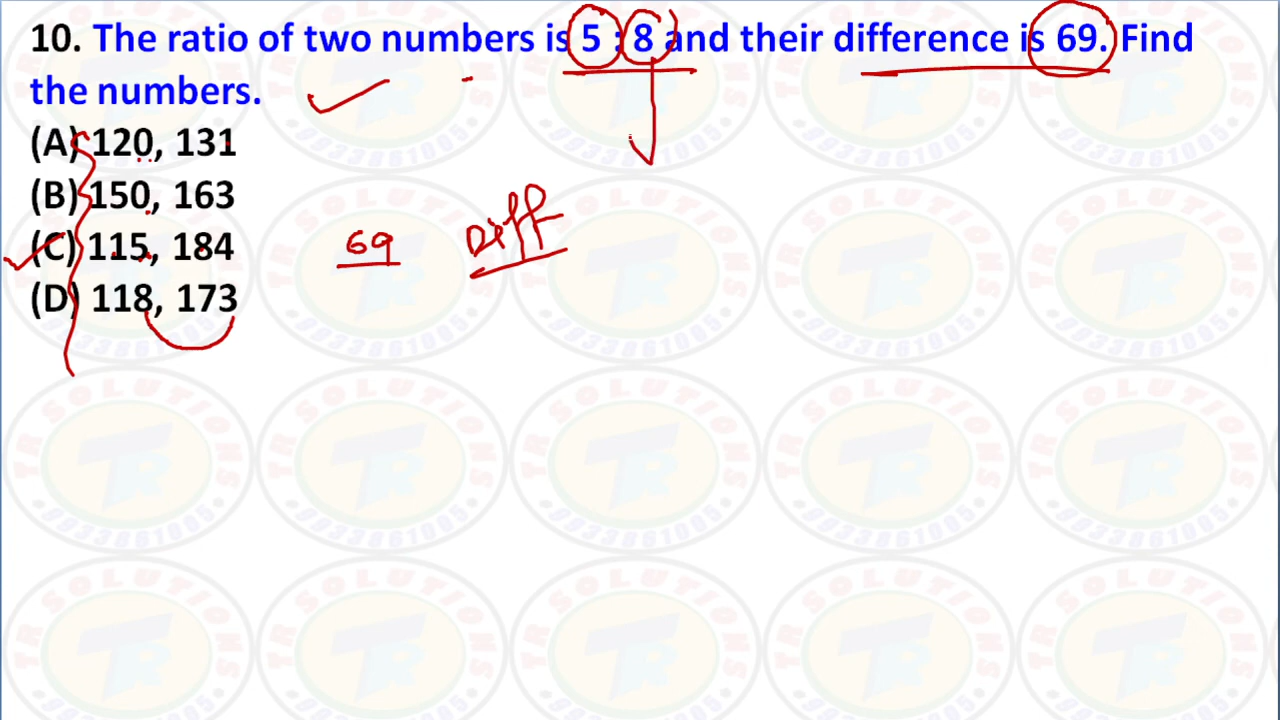 10. The ratio of two numbers is 5 : 8 and their difference is 69. Find
the numbers.
(A) 120, 131
(B) 150, 163
(C) 115, 184
(D) 118, 173
69 Diff